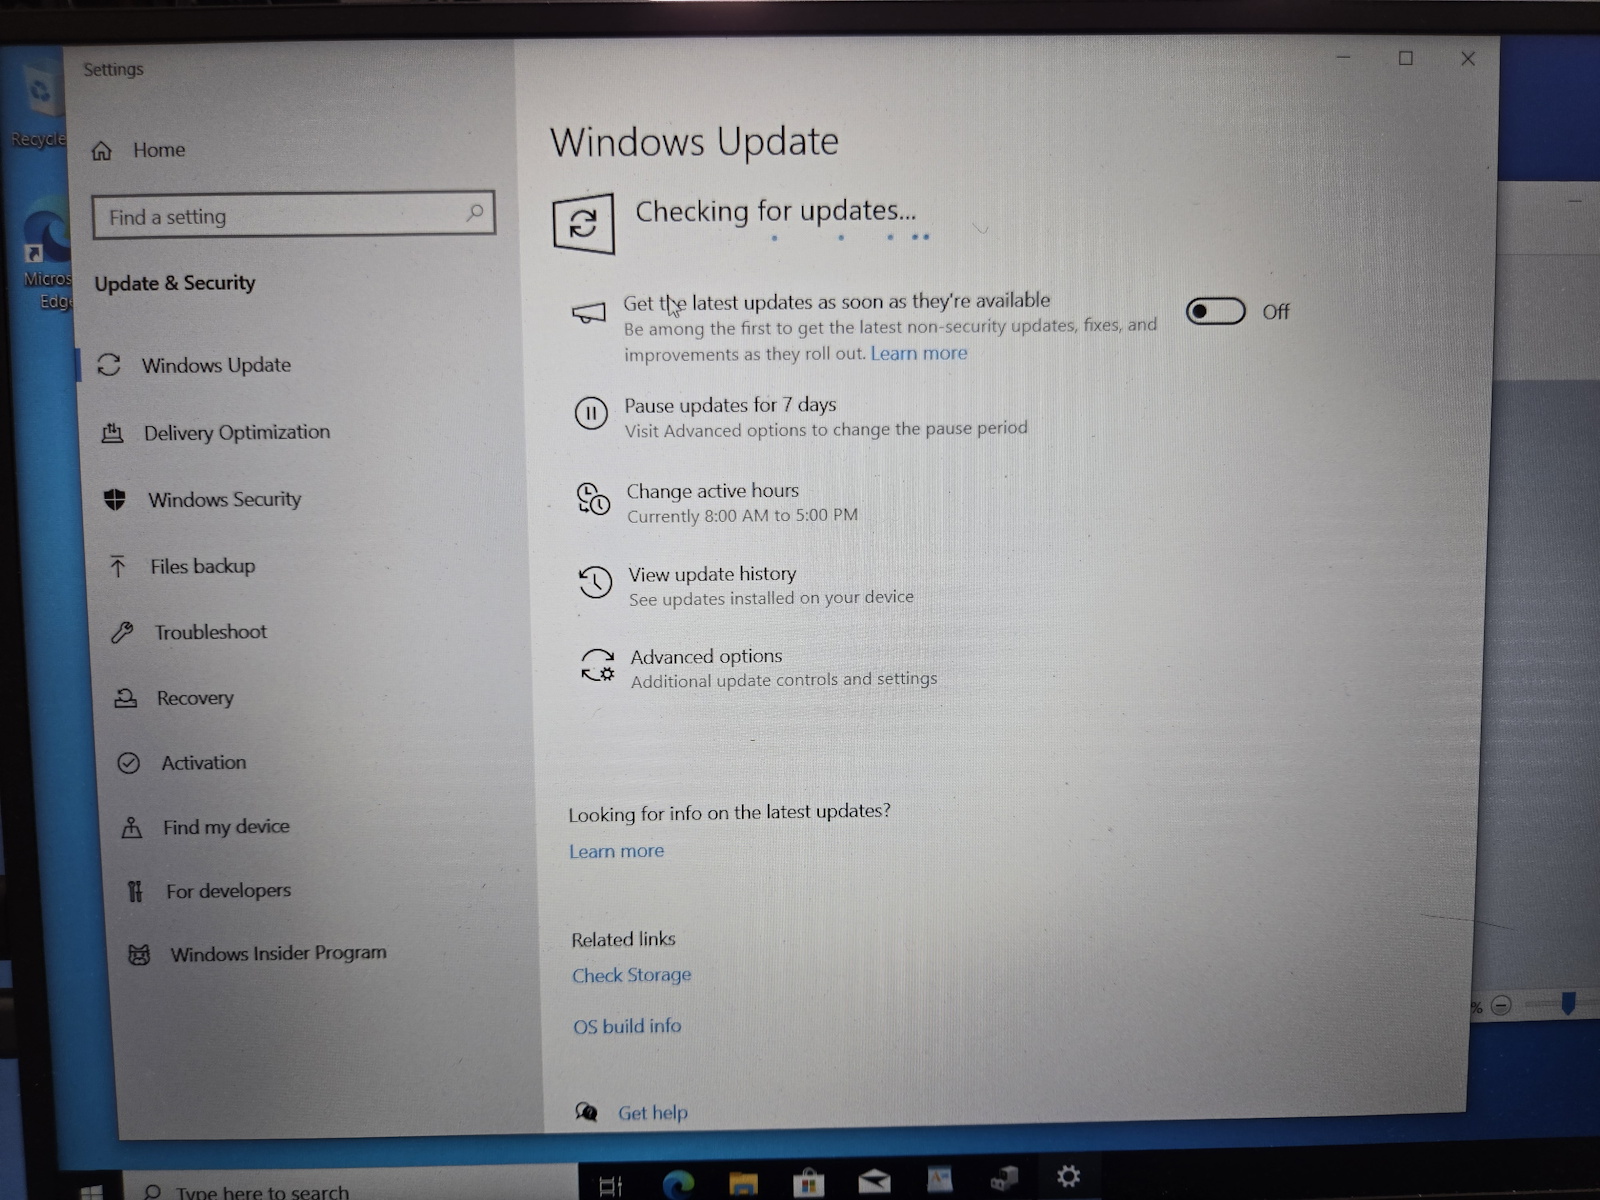 Settings
Recycle
Micros
Edge
Home
Find a setting
Update & Security
Windows Update
Delivery Optimization
Windows Security
Files backup
Troubleshoot
Recovery
Activation
Find my device
For developers
Windows Insider Program
Windows Update
Checking for updates...
Get the latest updates as soon as they're available
Be among the first to get the latest non-security updates, fixes, and
improvements as they roll out. Learn more
Off
Pause updates for 7 days
Visit Advanced options to change the pause period
Change active hours
Currently 8:00 AM to 5:00 PM
View update history
See updates installed on your device
Advanced options
Additional update controls and settings
Looking for info on the latest updates?
Learn more
Related links
Check Storage
OS build info
Get help
%
Type here to search